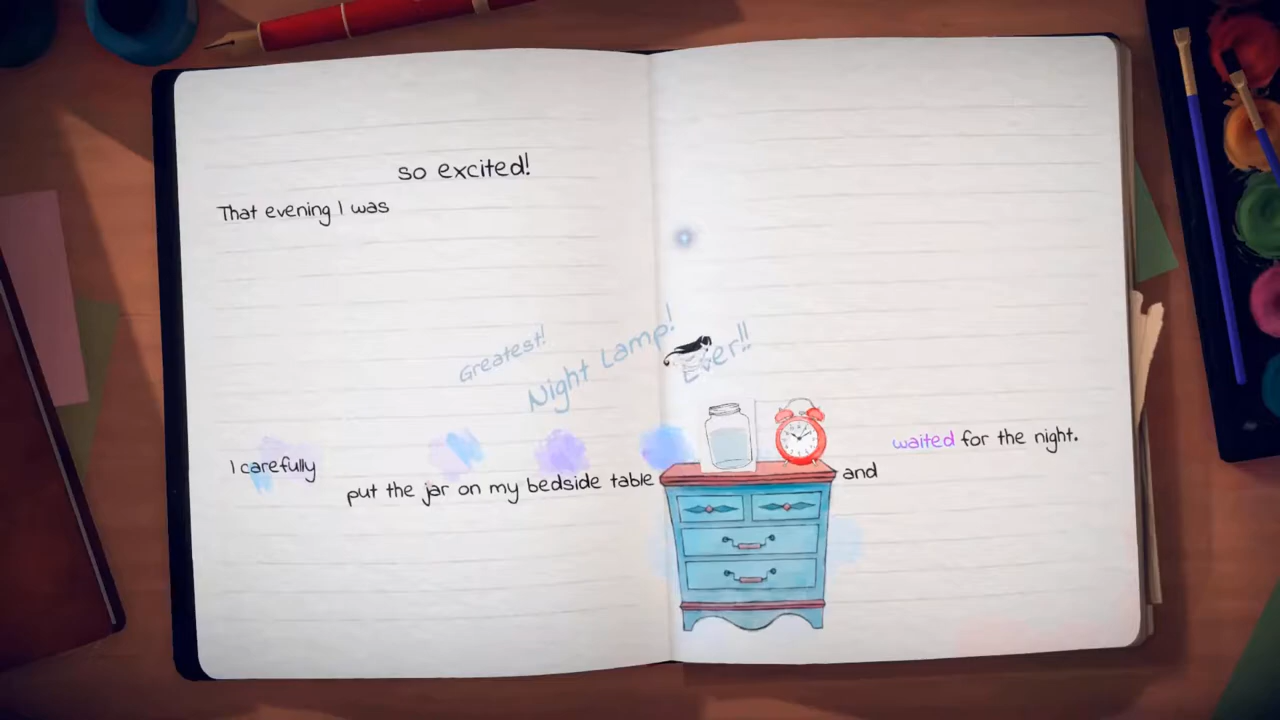 so excited!
That evening I was
Greatest!
Night Lamp!
Ever!!
I carefully
put the jar on my bedside table
and
waited for the night.